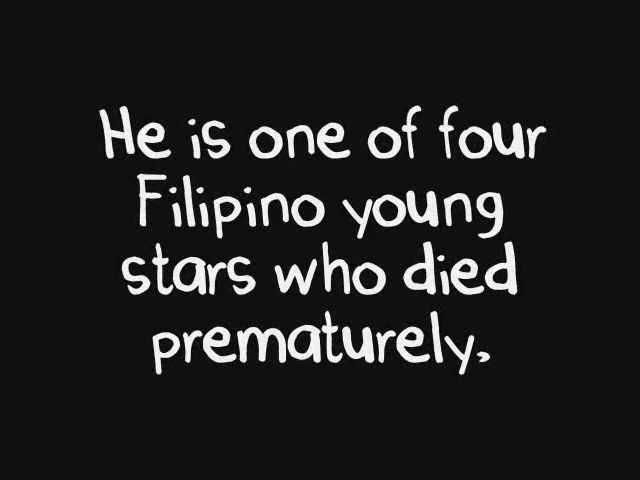 He is one of four
Filipino young
stars who died
prematurely,